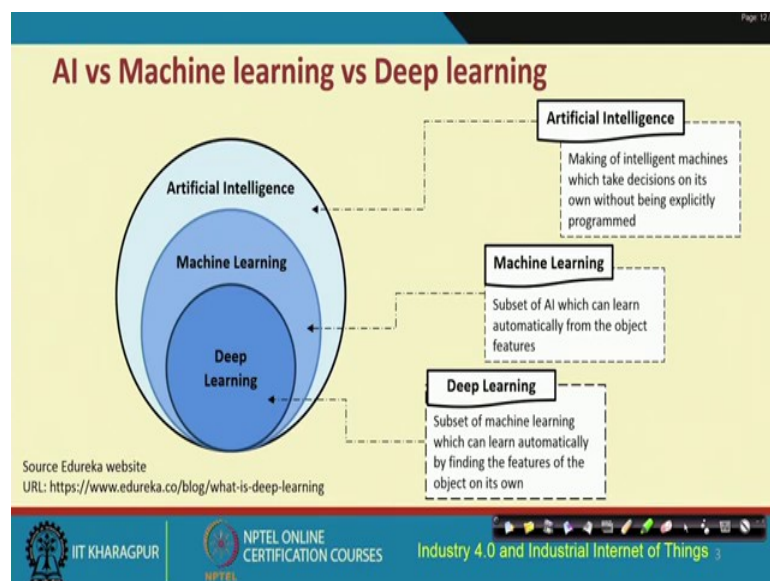 Page: 12 /
AI vs Machine learning vs Deep learning
Artificial Intelligence
Machine Learning
Deep
Learning
Artificial Intelligence
Making of intelligent machines
which take decisions on its
own without being explicitly
programmed
Machine Learning
Subset of AI which can learn
automatically from the object
features
Deep Learning
Subset of machine learning
which can learn automatically
by finding the features of the
object on its own
Source Edureka website
URL: https://www.edureka.co/blog/what-is-deep-learning
IIT KHARAGPUR
NPTEL ONLINE
CERTIFICATION COURSES
NPTEL
Industry 4.0 and Industrial Internet of Things 3